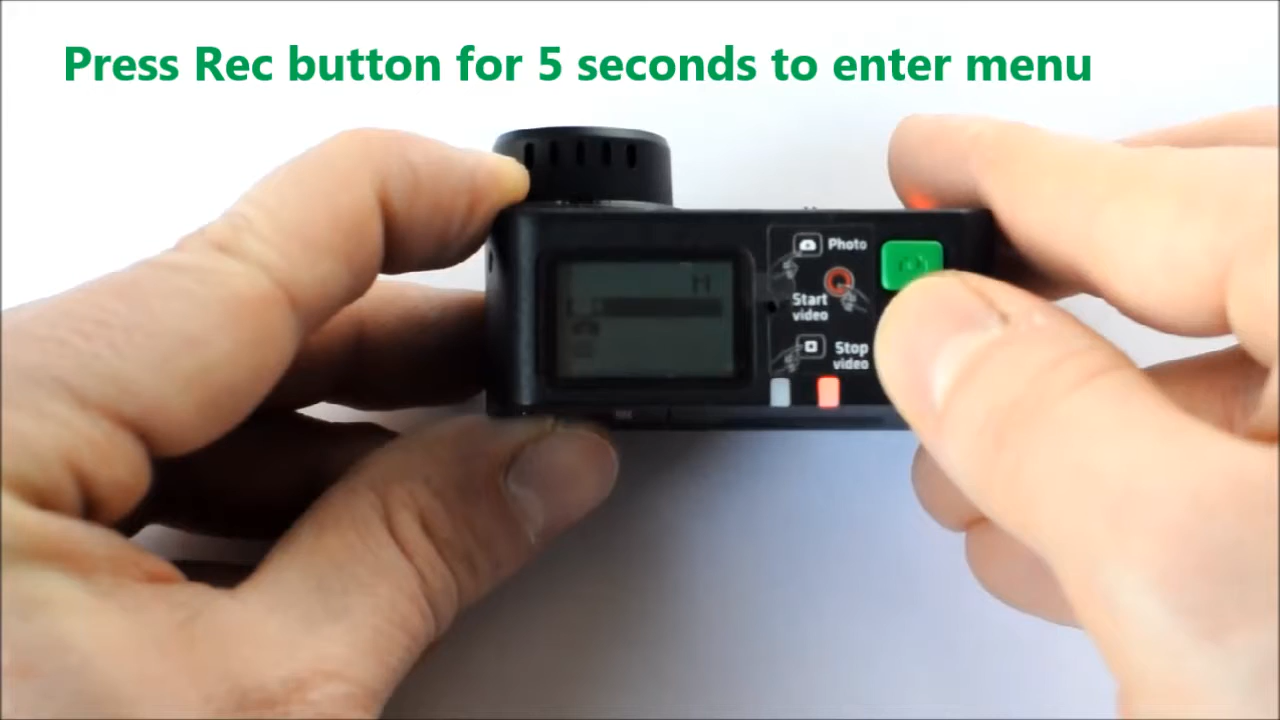 Press Rec button for 5 seconds to enter menu
Photo
Start
video
Stop
video